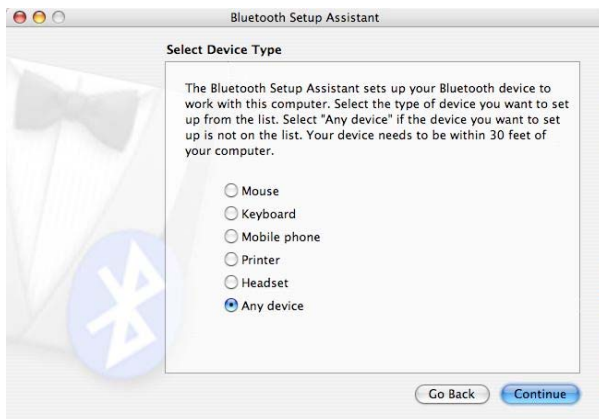 Bluetooth Setup Assistant
Select Device Type
The Bluetooth Setup Assistant sets up your Bluetooth device to
work with this computer. Select the type of device you want to set
up from the list. Select "Any device" if the device you want to set
up is not on the list. Your device needs to be within 30 feet of
your computer.
Mouse
Keyboard
Mobile phone
Printer
Headset
Any device
Go Back
Continue